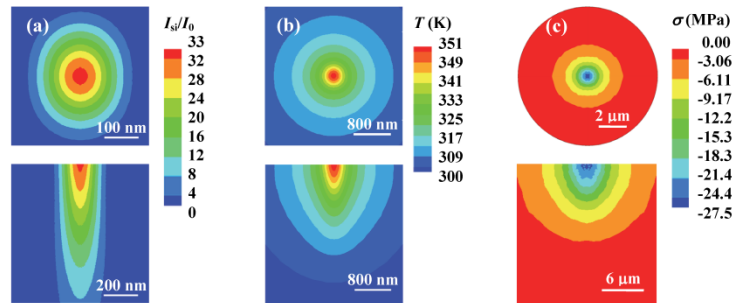 (a)
I_si/I_0
33
32
28
24
20
16
12
8
4
0
100 nm
200 nm
(b)
T (K)
351
349
341
333
325
317
309
300
800 nm
800 nm
(c)
σ (MPa)
0.00
-3.06
-6.11
-9.17
-12.2
-15.3
-18.3
-21.4
-24.4
-27.5
2 μm
6 μm